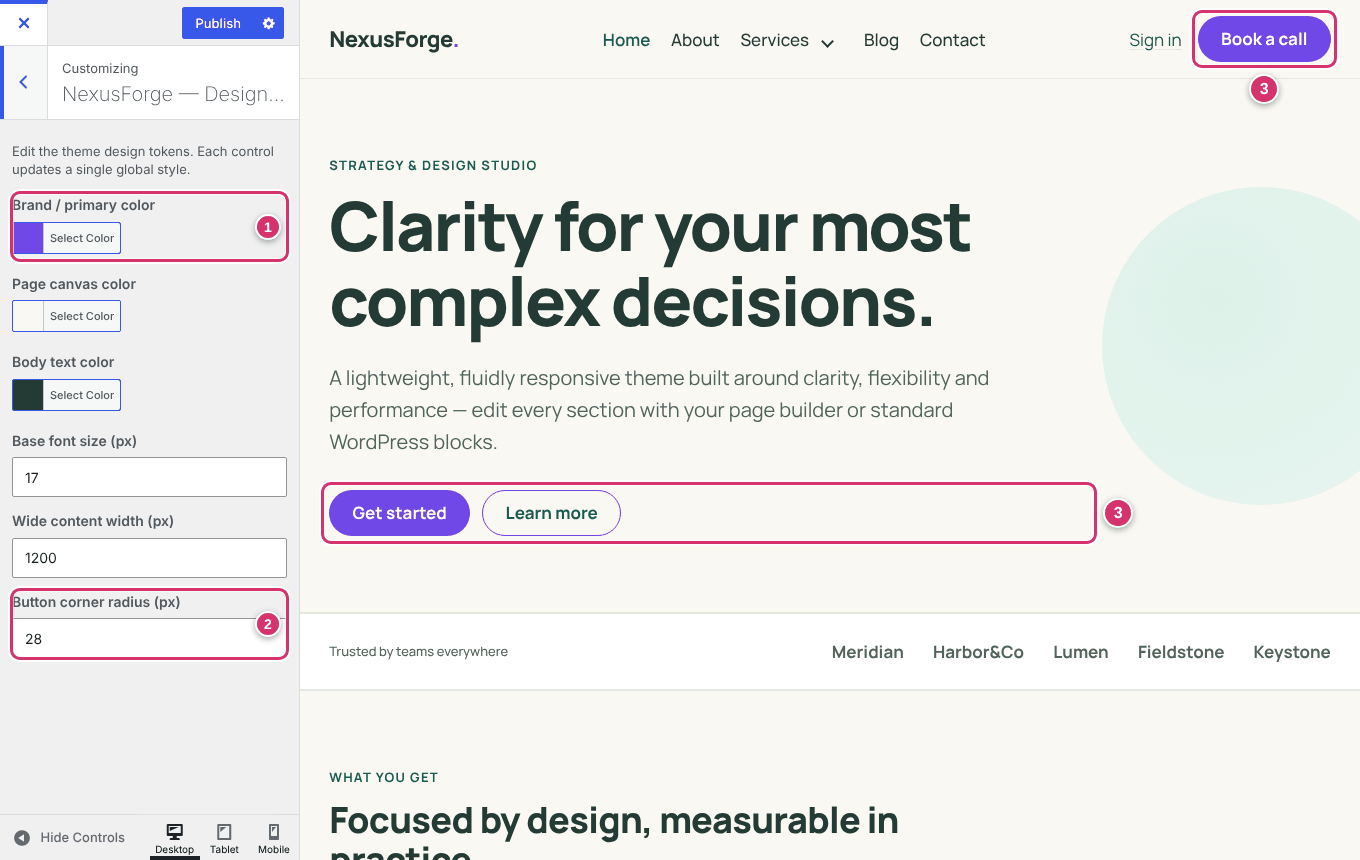 Publish
Customizing
NexusForge — Design...
Edit the theme design tokens. Each control
updates a single global style.
Brand / primary color
1
Select Color
Page canvas color
Select Color
Body text color
Select Color
Base font size (px)
17
Wide content width (px)
1200
Button corner radius (px)
2
28
Hide Controls
Desktop
Tablet
Mobile
NexusForge.
Home About Services Blog Contact
Sign in
Book a call
3
STRATEGY & DESIGN STUDIO
Clarity for your most
complex decisions.
A lightweight, fluidly responsive theme built around clarity, flexibility and
performance — edit every section with your page builder or standard
WordPress blocks.
Get started
Learn more
3
Trusted by teams everywhere
Meridian Harbor&Co Lumen Fieldstone Keystone
WHAT YOU GET
Focused by design, measurable in
practice